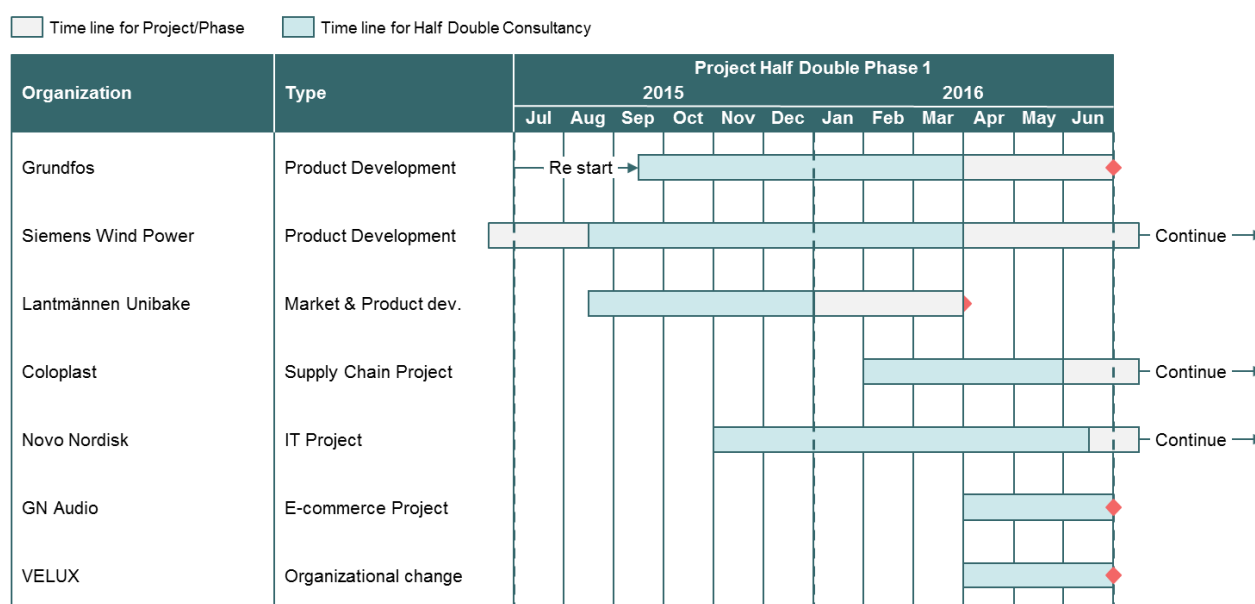 Time line for Project/Phase Time line for Half Double Consultancy
Project Half Double Phase 1
Organization Type 2015 2016
Jul Aug Sep Oct Nov Dec Jan Feb Mar Apr May Jun
Grundfos Product Development Re start
Siemens Wind Power Product Development Continue
Lantmännen Unibake Market & Product dev.
Coloplast Supply Chain Project Continue
Novo Nordisk IT Project Continue
GN Audio E-commerce Project
VELUX Organizational change